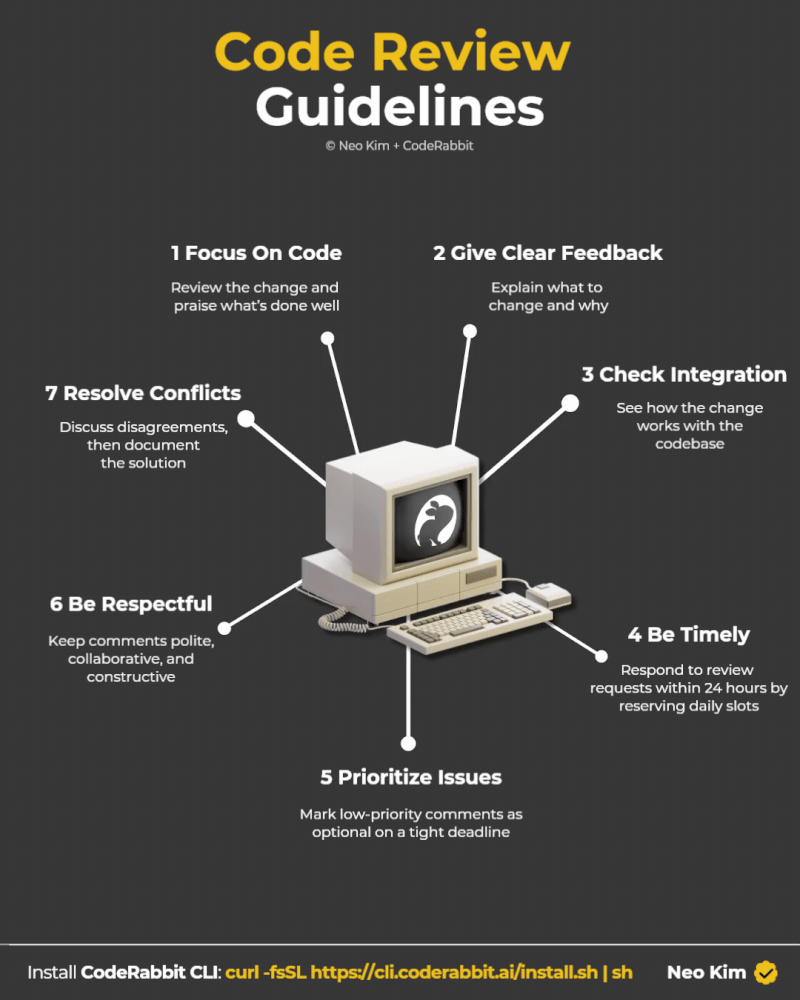 Code Review
Guidelines
© Neo Kim + CodeRabbit
1 Focus On Code
Review the change and
praise what's done well
2 Give Clear Feedback
Explain what to
change and why
3 Check Integration
See how the change
works with the
codebase
4 Be Timely
Respond to review
requests within 24 hours by
reserving daily slots
5 Prioritize Issues
Mark low-priority comments as
optional on a tight deadline
6 Be Respectful
Keep comments polite,
collaborative, and
constructive
7 Resolve Conflicts
Discuss disagreements,
then document
the solution
Install CodeRabbit CLI: curl -fsSL https://cli.coderabbit.ai/install.sh | sh
Neo Kim